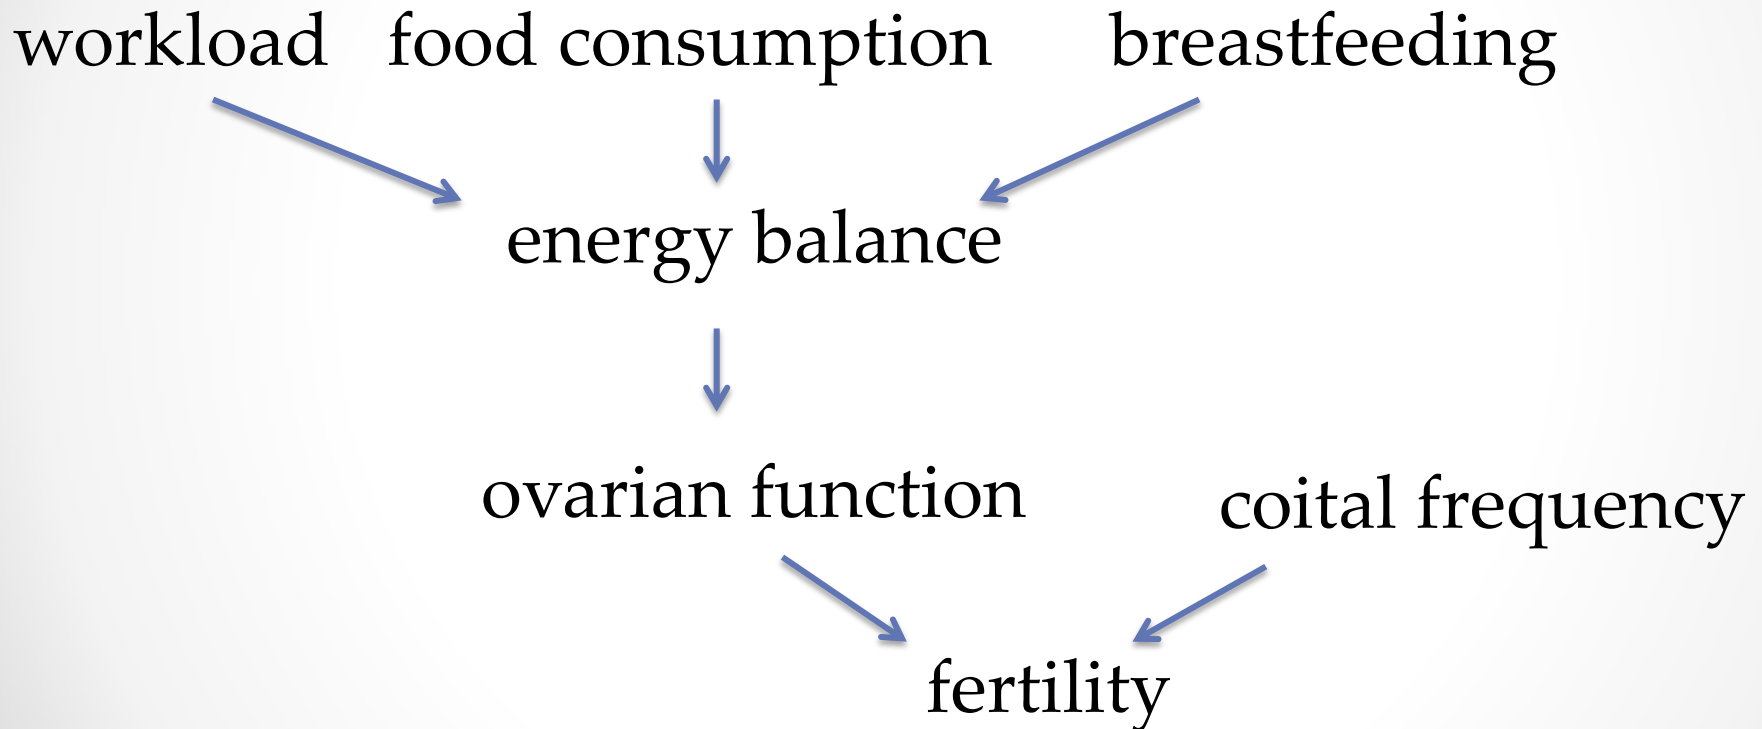 workload food consumption breastfeeding
energy balance
ovarian function coital frequency
fertility